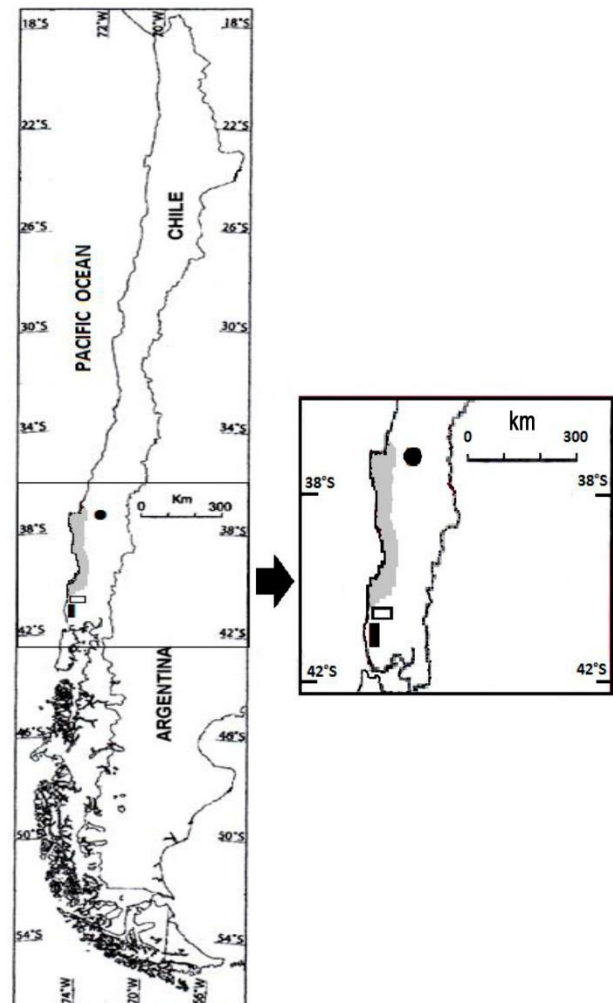 72°W 70°W
18°S 18°S
22°S 22°S
CHILE
26°S 26°S
PACIFIC OCEAN
30°S 30°S
34°S 34°S
Km
0 300
38°S 38°S
42°S 42°S
ARGENTINA
46°S 46°S
50°S 50°S
54°S 54°S
74°W 70°W 66°W
km
0 300
38°S 38°S
42°S 42°S